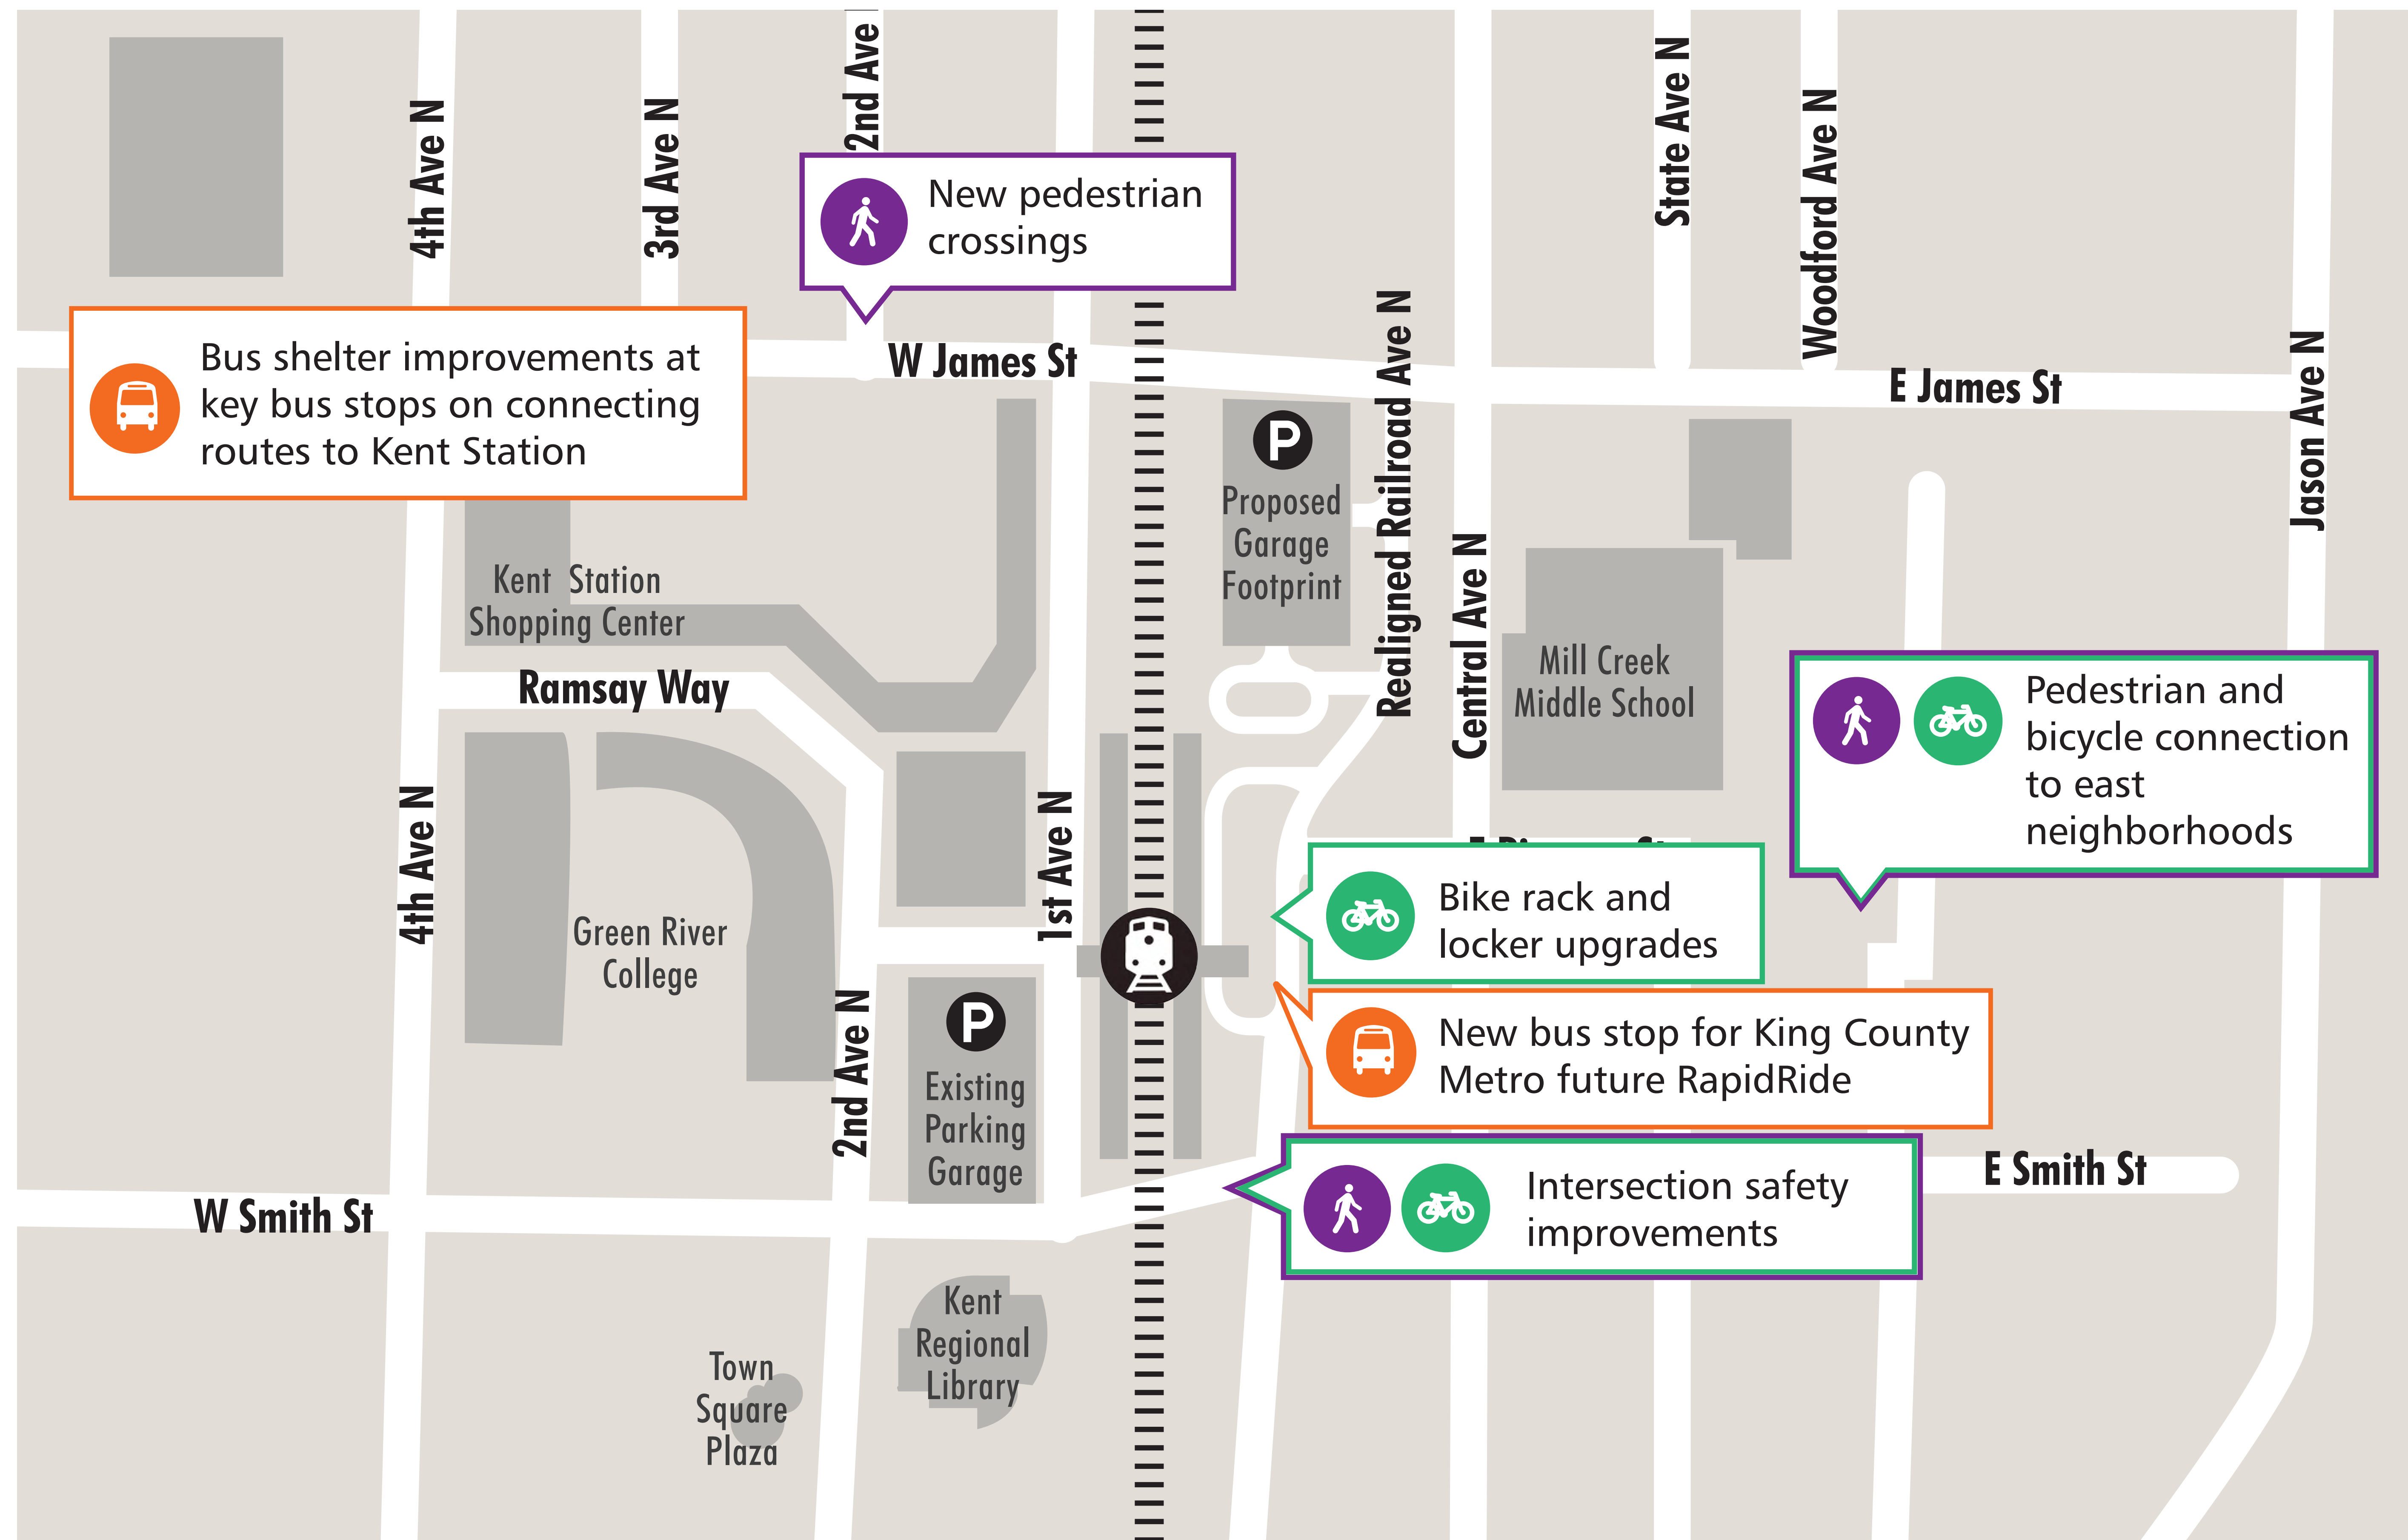 2nd Ave
State Ave N
4th Ave N
3rd Ave N
Woodford Ave N
New pedestrian
crossings
Bus shelter improvements at
key bus stops on connecting
routes to Kent Station
W James St
E James St
Realigned Railroad Ave N
Jason Ave N
P
Proposed
Garage
Footprint
Kent Station
Shopping Center
Central Ave N
Ramsay Way
Mill Creek
Middle School
Pedestrian and
bicycle connection
to east
neighborhoods
4th Ave N
1st Ave N
Green River
College
Bike rack and
locker upgrades
2nd Ave N
P
Existing
Parking
Garage
New bus stop for King County
Metro future RapidRide
Intersection safety
improvements
E Smith St
W Smith St
Kent
Regional
Library
Town
Square
Plaza